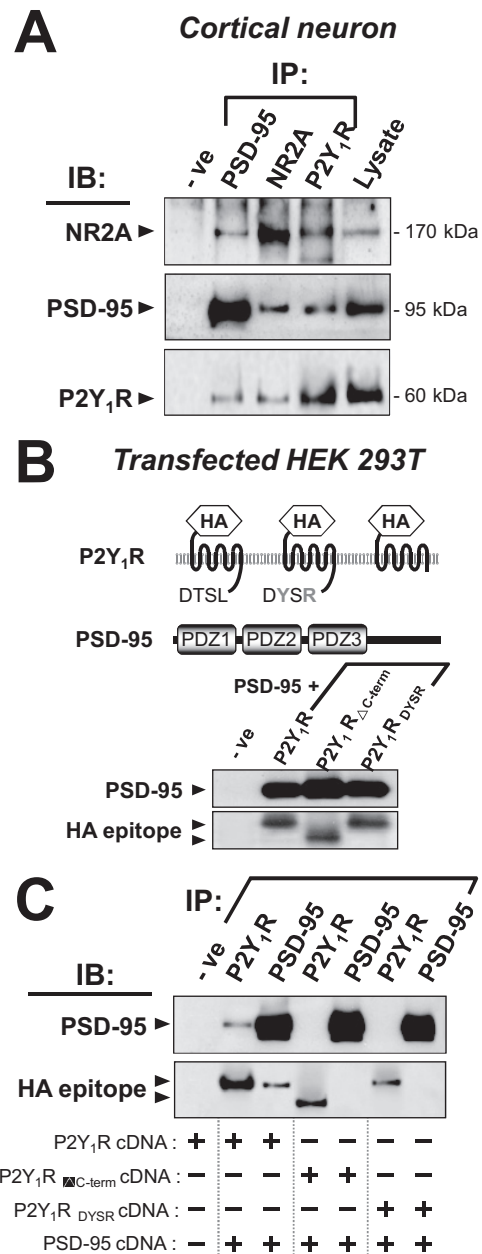 A Cortical neuron
IP:
- ve PSD-95 NR2A P2Y₁R Lysate
IB:
NR2A - 170 kDa
PSD-95 - 95 kDa
P2Y₁R - 60 kDa
B Transfected HEK 293T
HA HA HA
P2Y₁R
DTSL DYSR
PSD-95 PDZ1 PDZ2 PDZ3
PSD-95 +
- ve P2Y₁R P2Y₁R △C-term P2Y₁R DYSR
PSD-95
HA epitope
C
IP:
- ve P2Y₁R PSD-95 P2Y₁R PSD-95 P2Y₁R PSD-95
IB:
PSD-95
HA epitope
P2Y₁R cDNA : + + + − − − −
P2Y₁R C-term cDNA : − − − + + − −
P2Y₁R DYSR cDNA : − − − − − + +
PSD-95 cDNA : − + + + + + +